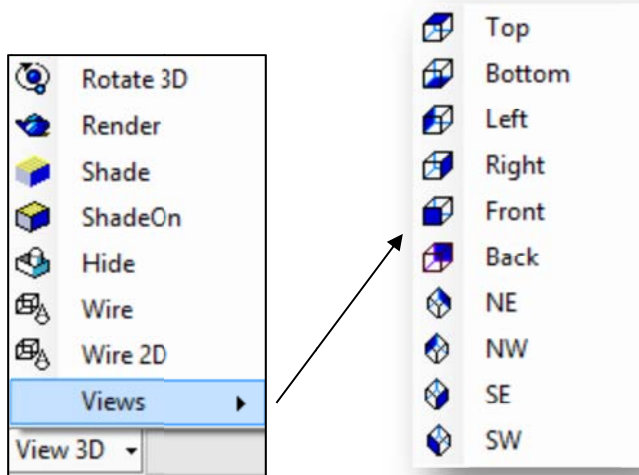 Rotate 3D
Render
Shade
ShadeOn
Hide
Wire
Wire 2D
Views
View 3D
Top
Bottom
Left
Right
Front
Back
NE
NW
SE
SW